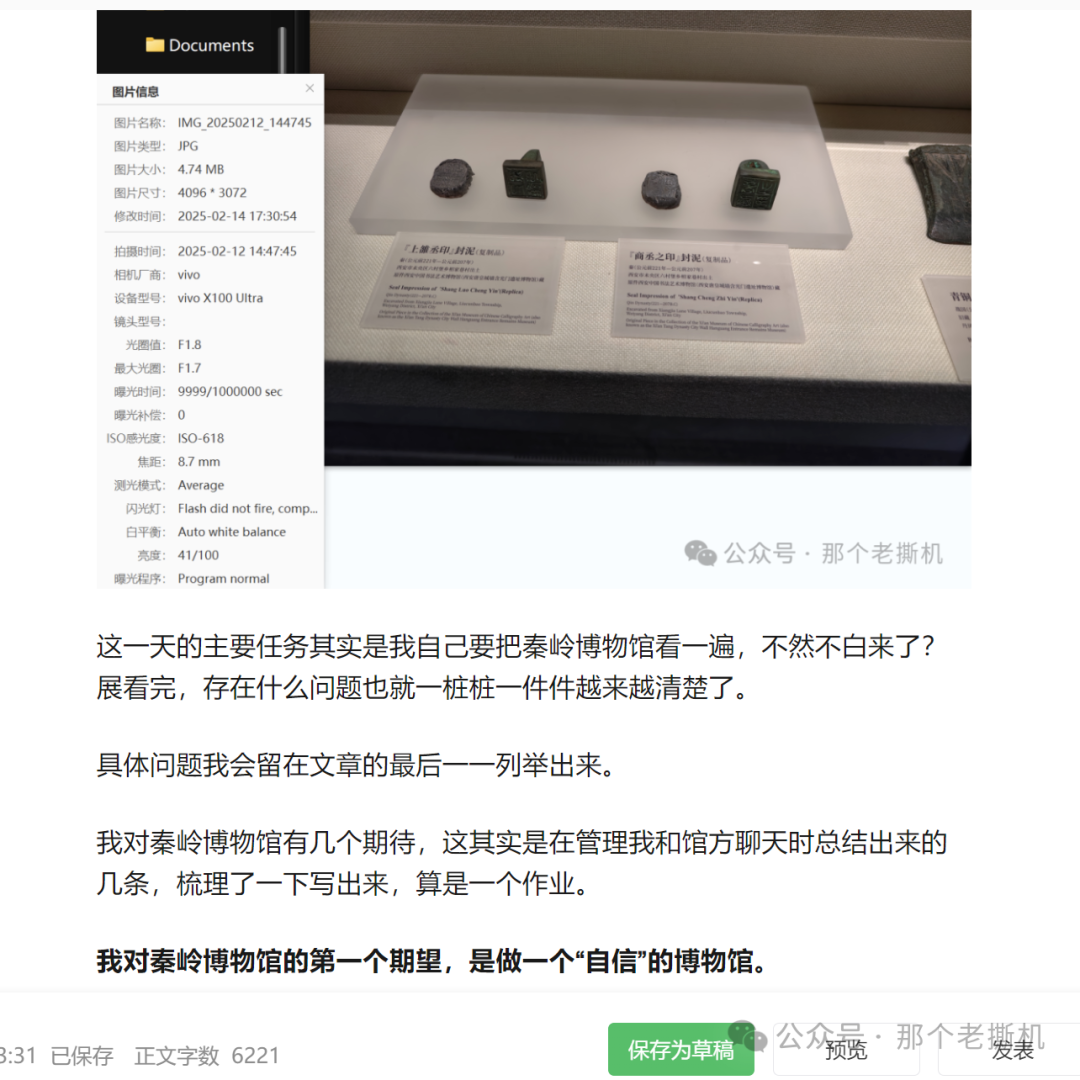 Documents
图片信息
图片名称： IMG_20250212_144745
图片类型： JPG
图片大小： 4.74 MB
图片尺寸： 4096 * 3072
修改时间： 2025-02-14 17:30:54
拍摄时间： 2025-02-12 14:47:45
相机厂商： vivo
设备型号： vivo X100 Ultra
镜头型号：
光圈值： F1.8
最大光圈： F1.7
曝光时间： 9999/1000000 sec
曝光补偿： 0
ISO感光度： ISO-618
焦距： 8.7 mm
测光模式： Average
闪光灯： Flash did not fire, comp...
白平衡： Auto white balance
亮度： 41/100
曝光程序： Program normal
「上雒丞印」封泥(复制品)
Seal Impression of "Shang Luo Cheng Yin"(Replica)
「商丞之印」封泥(复制品)
Seal Impression of "Shang Cheng Zhi Yin"(Replica)
公众号 · 那个老撕机
这一天的主要任务其实是我自己要把秦岭博物馆看一遍，不然不白来了？
展看完，存在什么问题也就一桩桩一件件越来越清楚了。
具体问题我会留在文章的最后一一列举出来。
我对秦岭博物馆有几个期待，这其实是在管理我和馆方聊天时总结出来的
几条，梳理了一下写出来，算是一个作业。
我对秦岭博物馆的第一个期望，是做一个“自信”的博物馆。
3:31 已保存 正文字数 6221
保存为草稿 预览 发表
公众号 · 那个老撕机